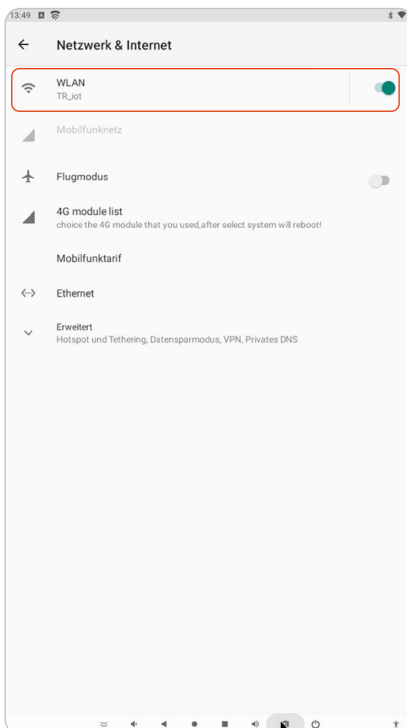 13:49
Netzwerk & Internet
WLAN
TR_iot
Mobilfunknetz
Flugmodus
4G module list
choice the 4G module that you used,after select system will reboot!
Mobilfunktarif
Ethernet
Erweitert
Hotspot und Tethering, Datensparmodus, VPN, Privates DNS